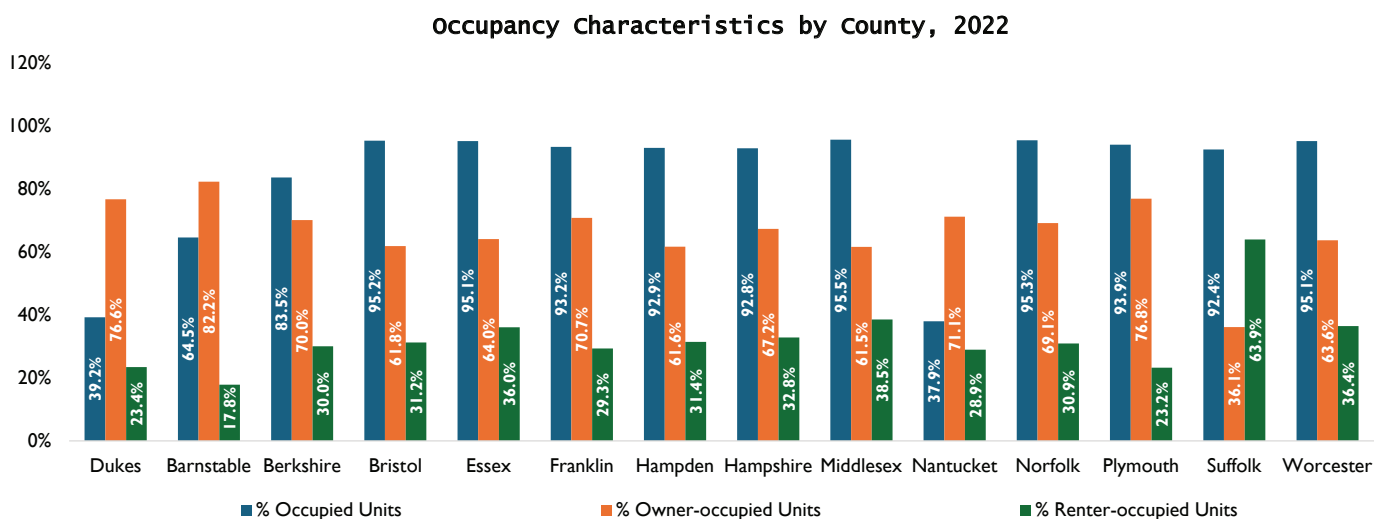 Occupancy Characteristics by County, 2022
120%
100%
80%
60%
40%
20%
0%
39.2% 76.6% 23.4%
64.5% 82.2% 17.8%
83.5% 70.0% 30.0%
95.2% 61.8% 31.2%
95.1% 64.0% 36.0%
93.2% 70.7% 29.3%
92.9% 61.6% 31.4%
92.8% 67.2% 32.8%
95.5% 61.5% 38.5%
37.9% 71.1% 28.9%
95.3% 69.1% 30.9%
93.9% 76.8% 23.2%
92.4% 36.1% 63.9%
95.1% 63.6% 36.4%
Dukes Barnstable Berkshire Bristol Essex Franklin Hampden Hampshire Middlesex Nantucket Norfolk Plymouth Suffolk Worcester
% Occupied Units % Owner-occupied Units % Renter-occupied Units